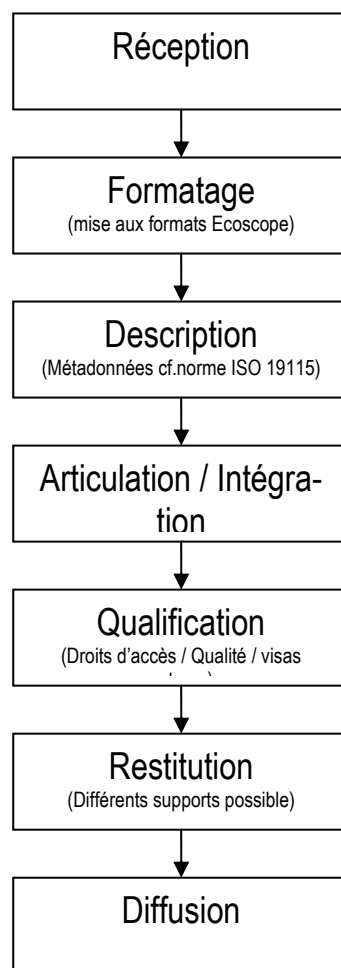 Réception
Formatage
(mise aux formats Ecoscope)
Description
(Métadonnées cf.norme ISO 19115)
Articulation / Intégra-
tion
Qualification
(Droits d'accès / Qualité / visas
Restitution
(Différents supports possible)
Diffusion